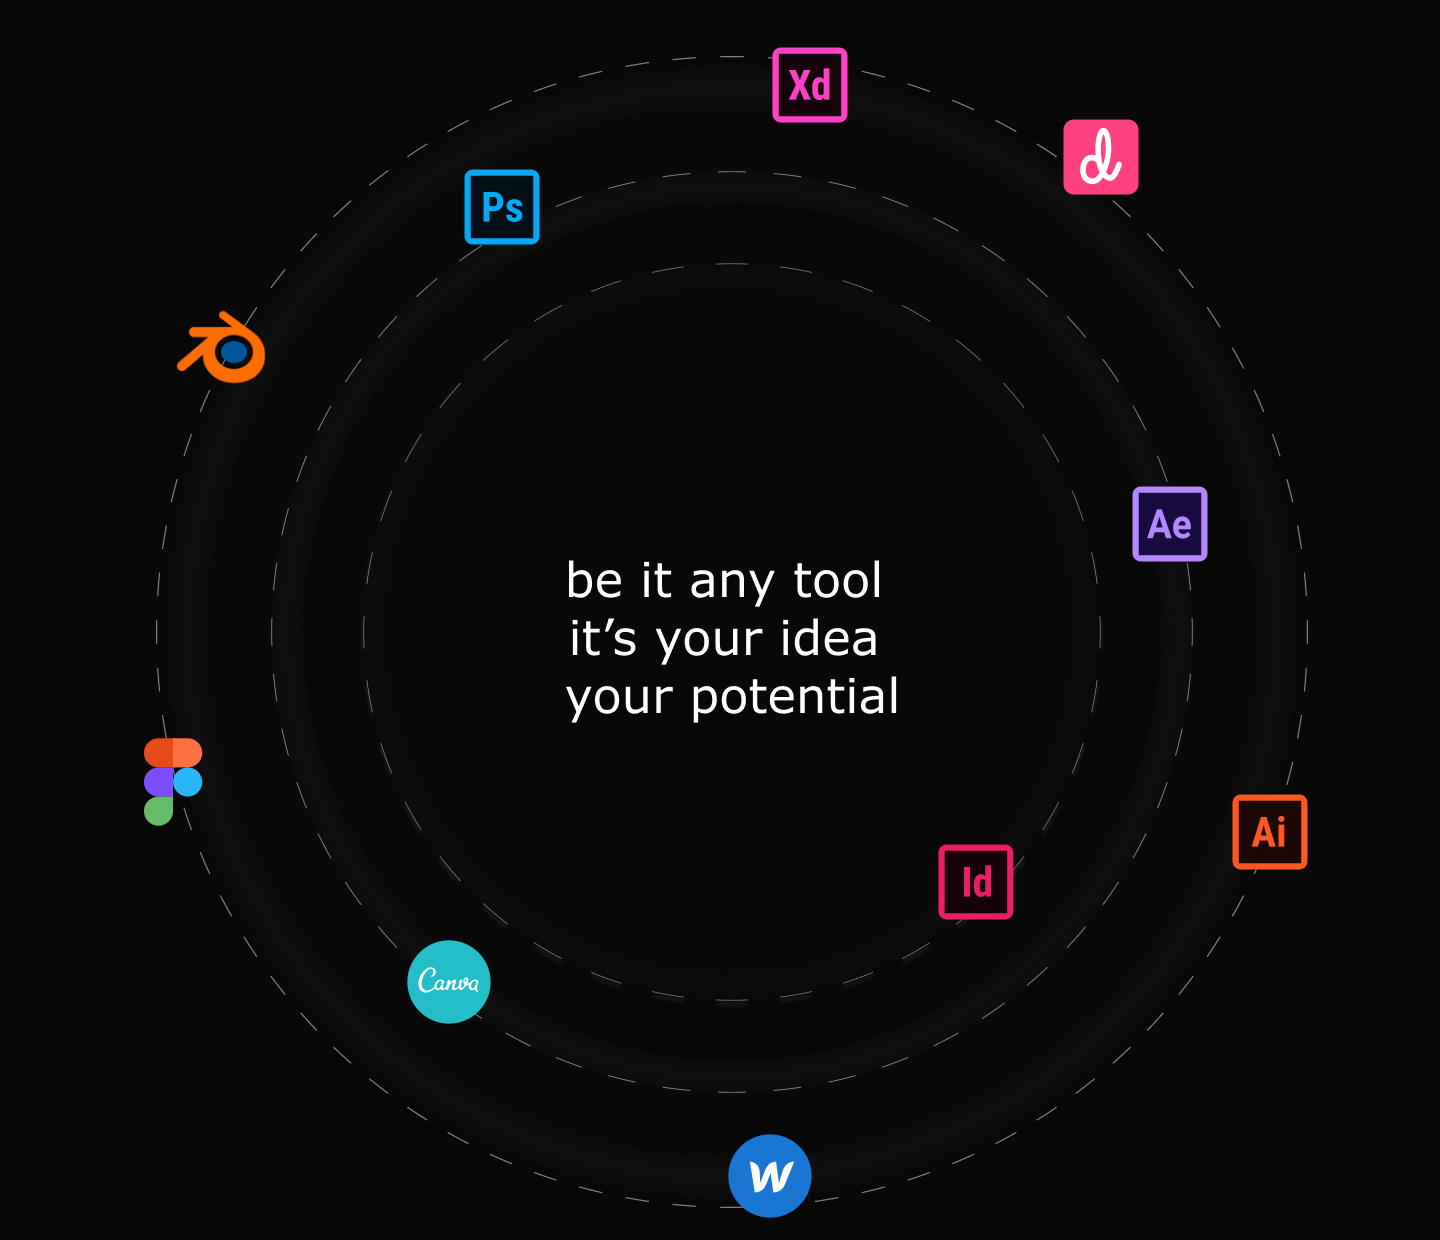 Xd
d
Ps
Ae
be it any tool
it’s your idea
your potential
Ai
Id
Canva
W